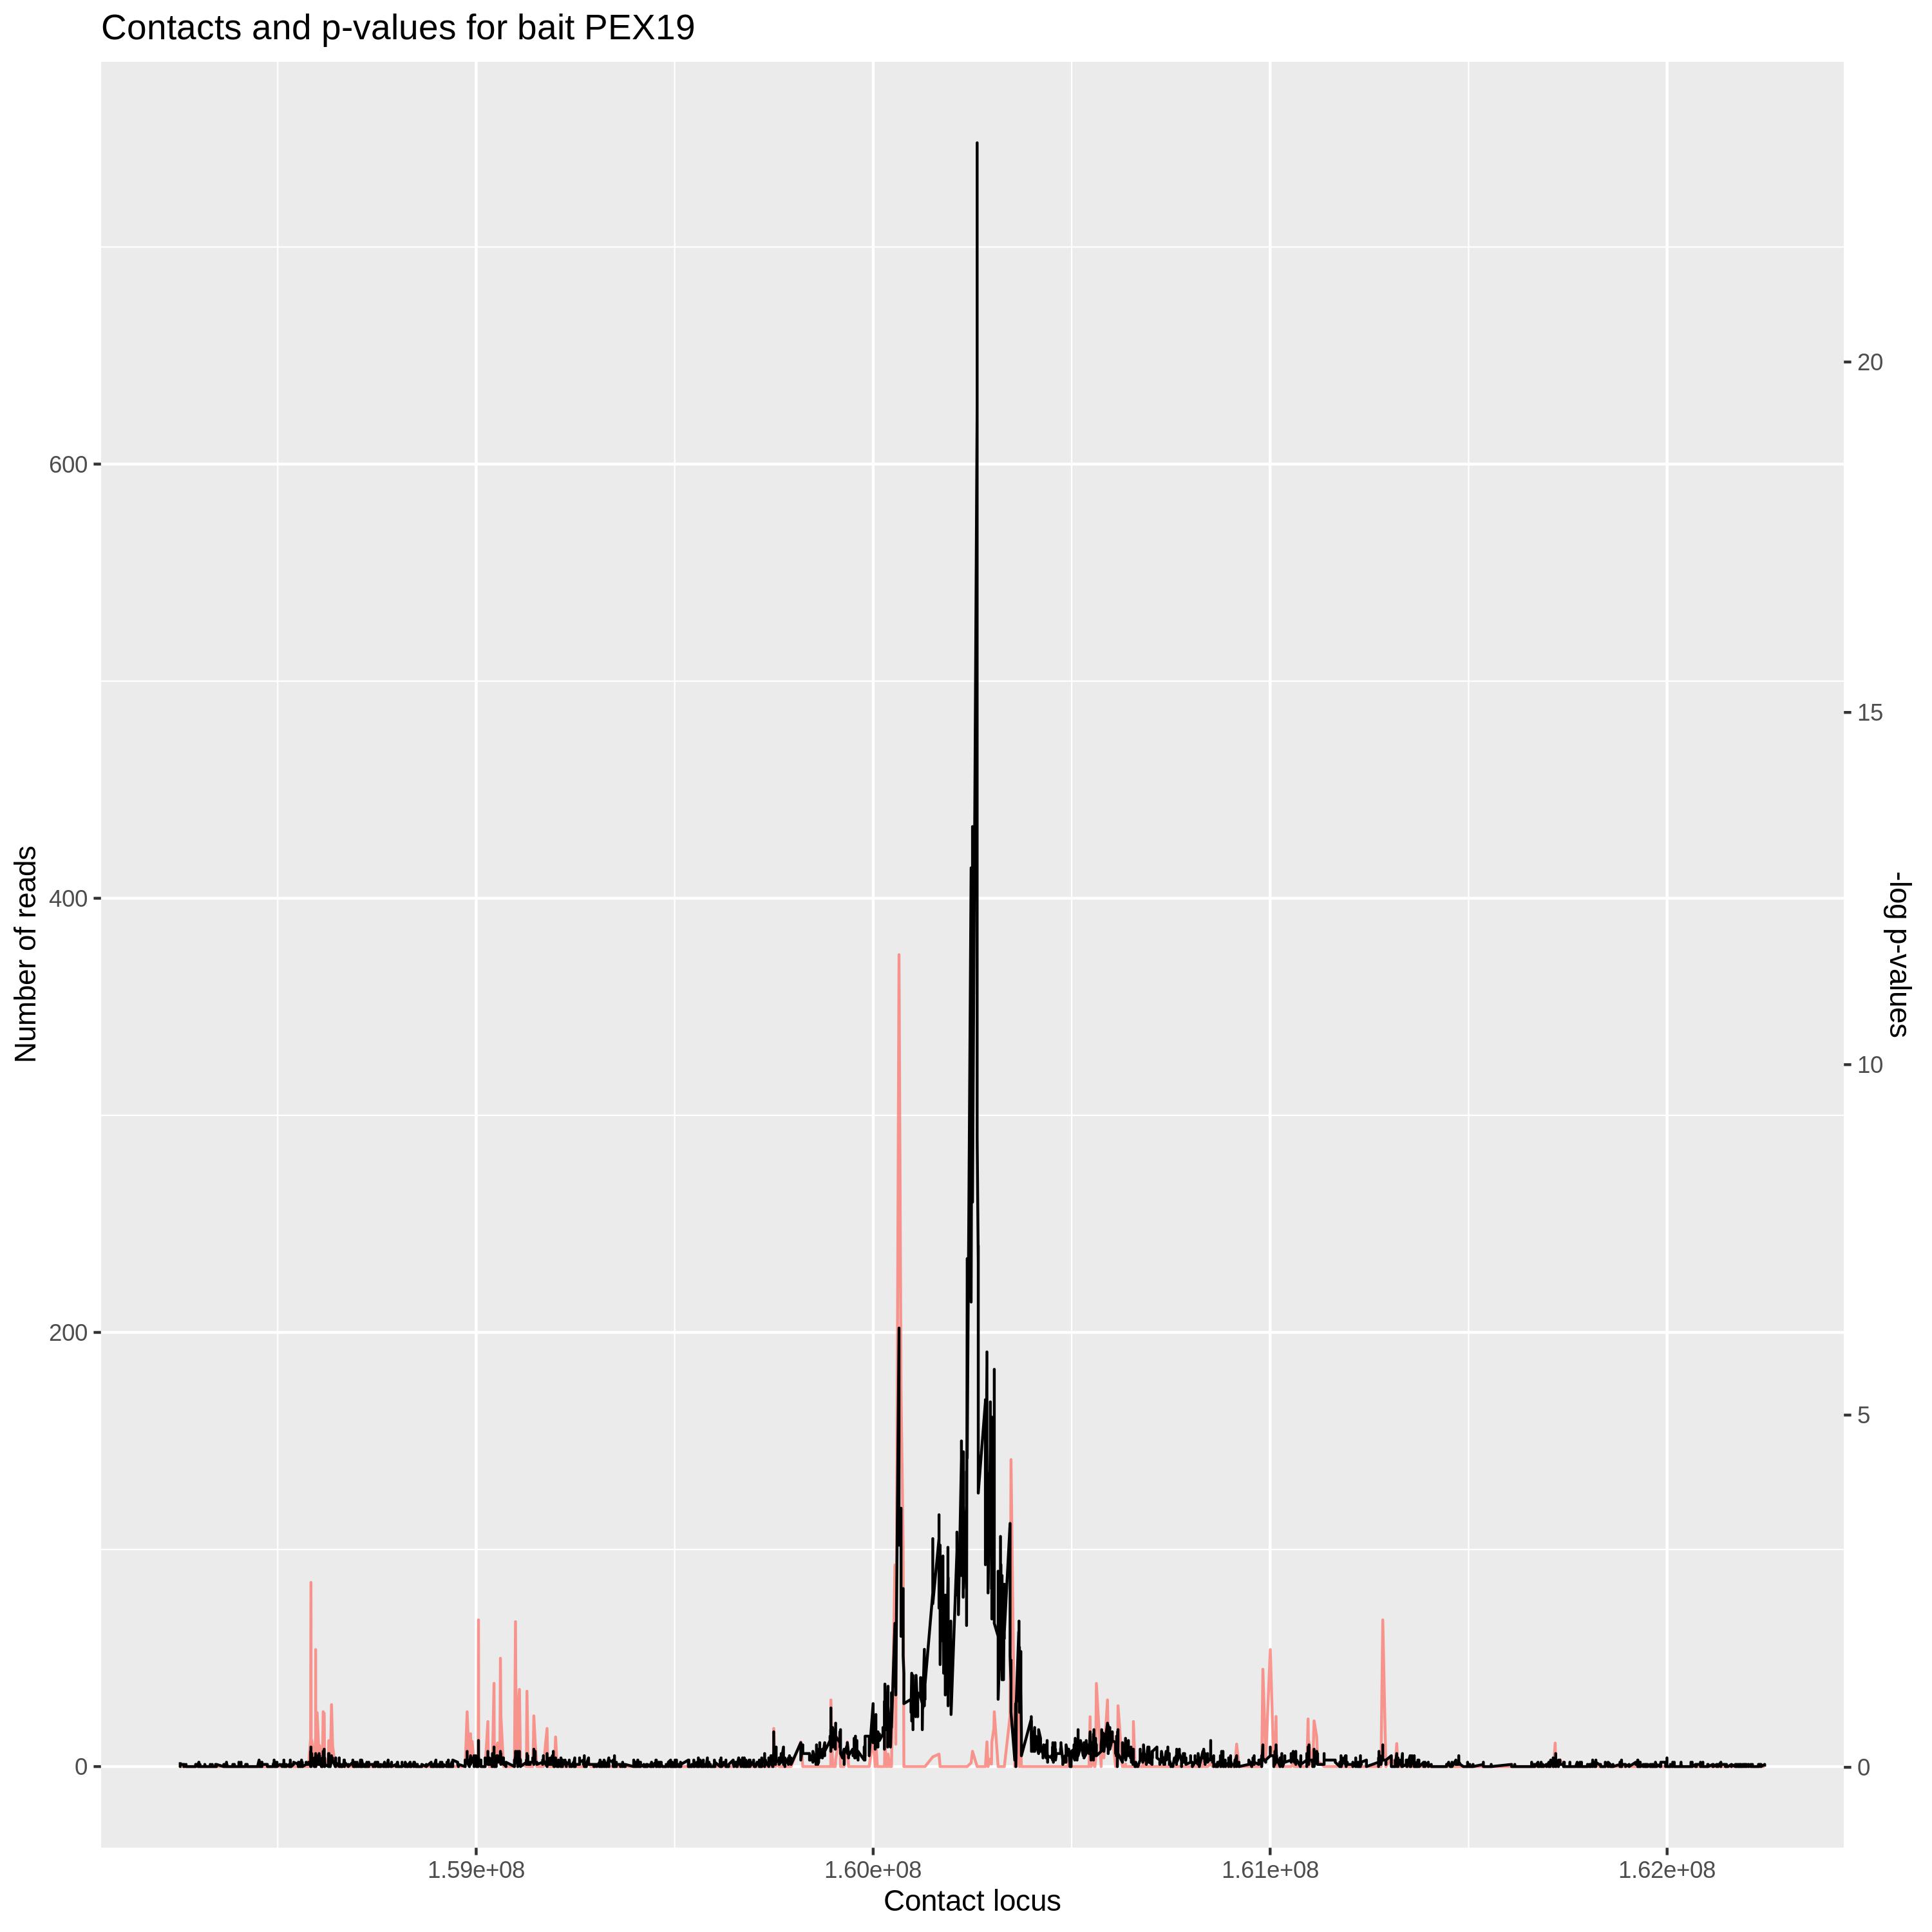 Contacts and p-values for bait PEX19
Number of reads
600
400
200
0
20
15
10
5
0
-log p-values
1.59e+08
1.60e+08
1.61e+08
1.62e+08
Contact locus